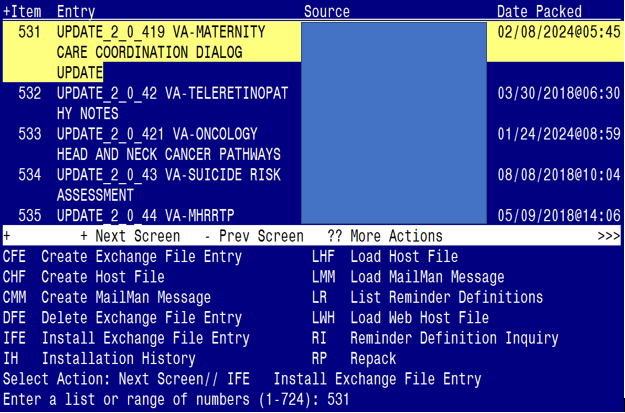 +Item  Entry                          Source                   Date Packed
  531  UPDATE_2_0_419 VA-MATERNITY                             02/08/2024@05:45
       CARE COORDINATION DIALOG
       UPDATE
  532  UPDATE_2_0_42 VA-TELERETINOPAT                          03/30/2018@06:30
       HY NOTES
  533  UPDATE_2_0_421 VA-ONCOLOGY                              01/24/2024@08:59
       HEAD AND NECK CANCER PATHWAYS
  534  UPDATE_2_0_43 VA-SUICIDE RISK                           08/08/2018@10:04
       ASSESSMENT
  535  UPDATE_2_0_44 VA-MHRRTP                                 05/09/2018@14:06
+         + Next Screen   - Prev Screen   ?? More Actions                   >>>
CFE  Create Exchange File Entry         LHF  Load Host File
CHF  Create Host File                   LMM  Load MailMan Message
CMM  Create MailMan Message             LR   List Reminder Definitions
DFE  Delete Exchange File Entry         LWH  Load Web Host File
IFE  Install Exchange File Entry        RI   Reminder Definition Inquiry
IH   Installation History               RP   Repack
Select Action: Next Screen// IFE   Install Exchange File Entry
Enter a list or range of numbers (1-724): 531